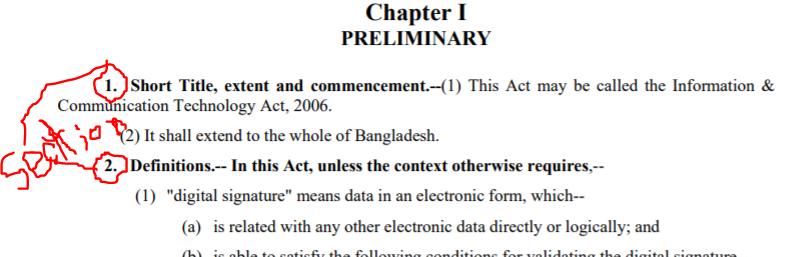 Chapter I
PRELIMINARY
1. Short Title, extent and commencement.--(1) This Act may be called the Information &
Communication Technology Act, 2006.
(2) It shall extend to the whole of Bangladesh.
2. Definitions.-- In this Act, unless the context otherwise requires,--
(1) "digital signature" means data in an electronic form, which--
(a) is related with any other electronic data directly or logically; and
(b) is able to satisfy the following conditions for validating the digital signature